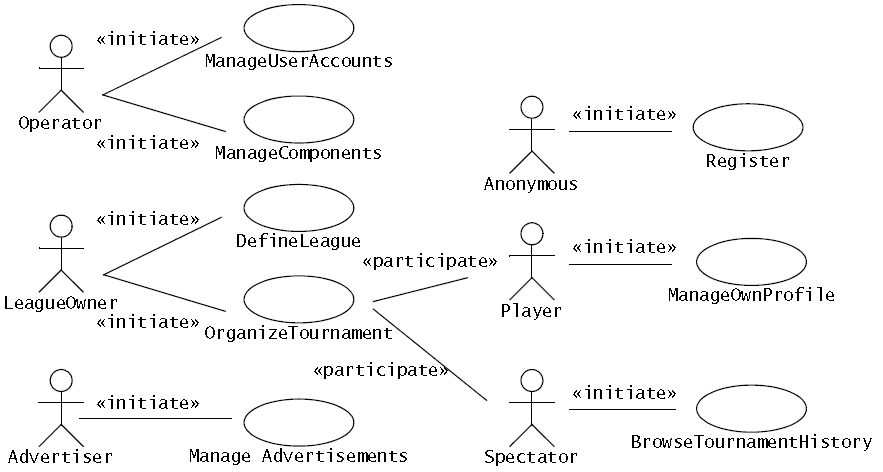 «initiate»
ManageUserAccounts
Operator
«initiate»
ManageComponents
«initiate»
Anonymous
Register
«initiate»
DefineLeague
LeagueOwner
«initiate»
OrganizeTournament
«participate»
Player
«initiate»
ManageOwnProfile
«participate»
Advertiser
«initiate»
Manage Advertisements
Spectator
«initiate»
BrowseTournamentHistory